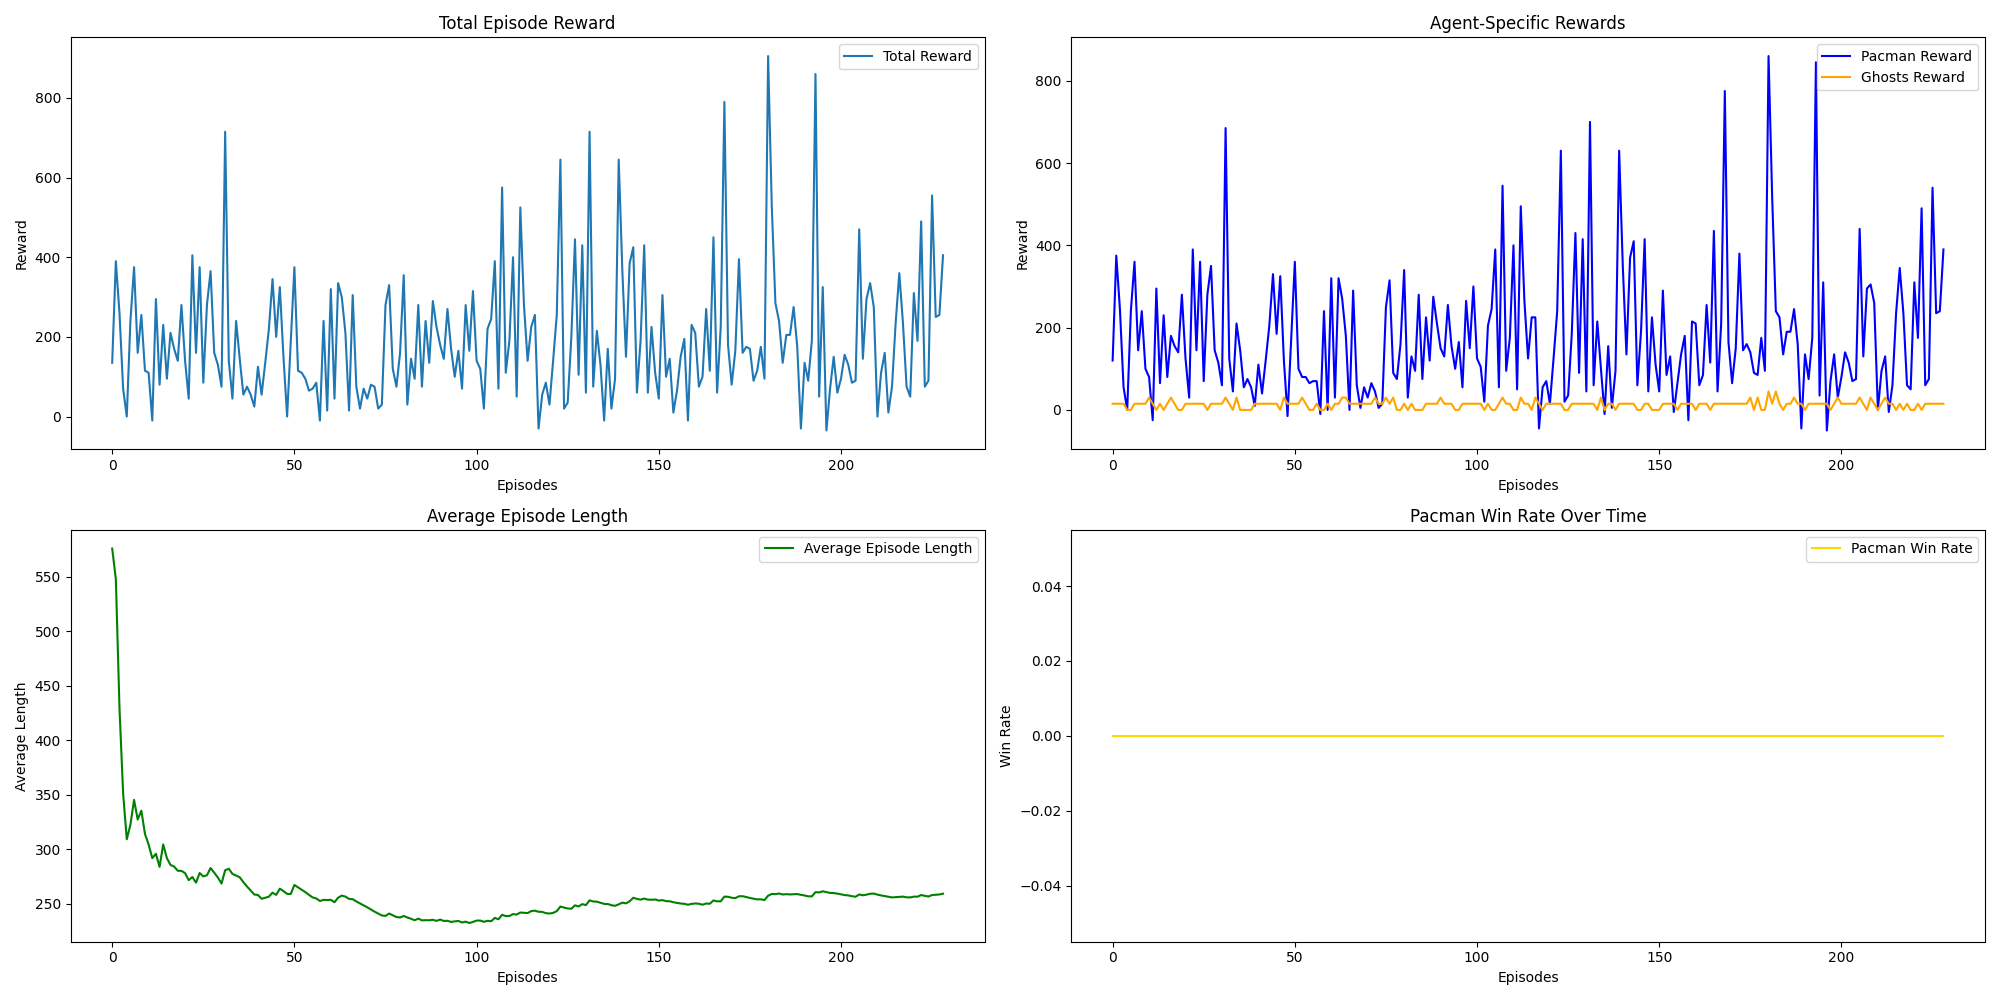 Total Episode Reward
Total Reward
800
600
400
200
0
Reward
0 50 100 150 200
Episodes
Agent-Specific Rewards
Pacman Reward
Ghosts Reward
800
600
400
200
0
Reward
0 50 100 150 200
Episodes
Average Episode Length
Average Episode Length
550
500
450
400
350
300
250
Average Length
0 50 100 150 200
Episodes
Pacman Win Rate Over Time
Pacman Win Rate
0.04
0.02
0.00
−0.02
−0.04
Win Rate
0 50 100 150 200
Episodes